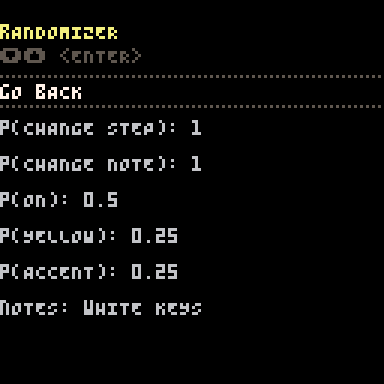 Randomizer
<Enter>
Go Back
P(change step): 1
P(change note): 1
P(on): 0.5
P(yellow): 0.25
P(accent): 0.25
Notes: White keys